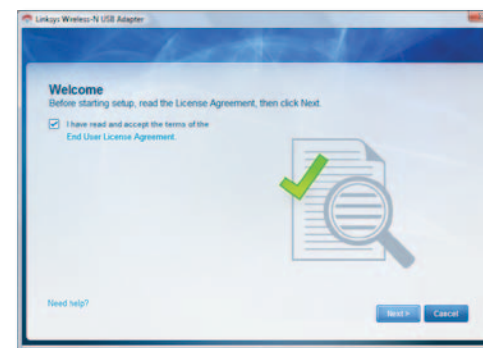 Linksys Wireless-N USB Adapter
Welcome
Before starting setup, read the License Agreement, then click Next.
I have read and accept the terms of the
End User License Agreement.
Need help?
Next > Cancel